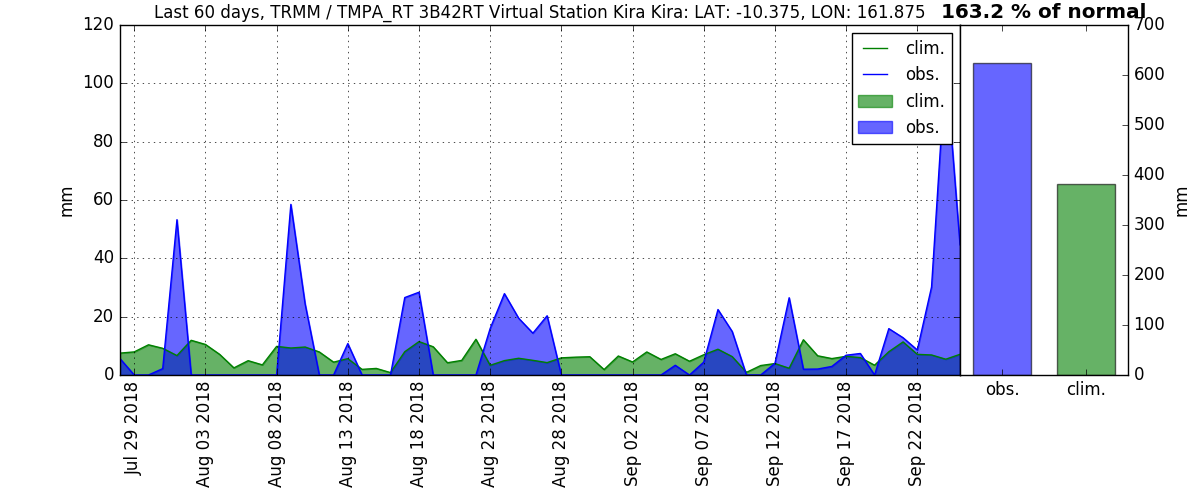 Last 60 days, TRMM / TMPA_RT 3B42RT Virtual Station Kira Kira: LAT: -10.375, LON: 161.875 163.2 % of normal
120
100
80
60
40
20
0
mm
clim.
obs.
clim.
obs.
700
600
500
400
300
200
100
0
mm
obs.
clim.
Jul 29 2018
Aug 03 2018
Aug 08 2018
Aug 13 2018
Aug 18 2018
Aug 23 2018
Aug 28 2018
Sep 02 2018
Sep 07 2018
Sep 12 2018
Sep 17 2018
Sep 22 2018